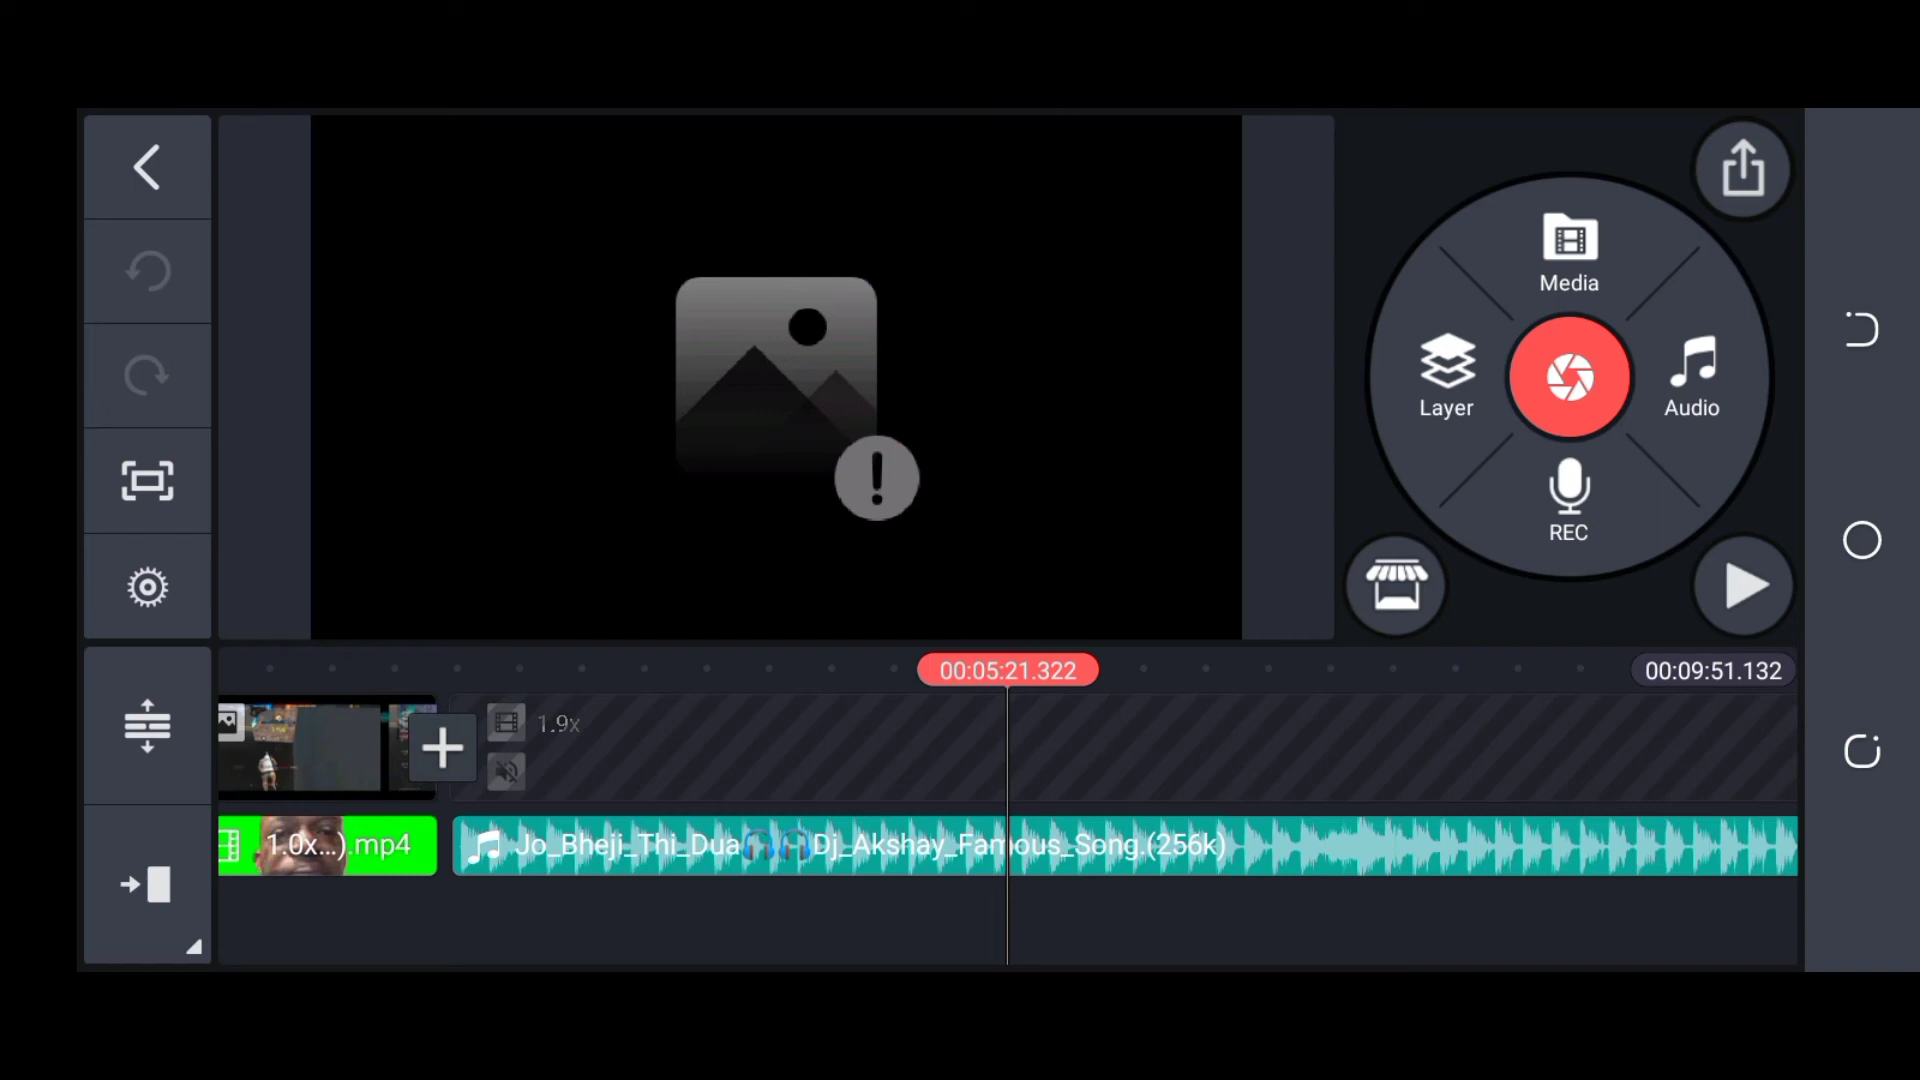 Media
Layer
Audio
REC
00:05:21.322
00:09:51.132
1.9x
1.0x...).mp4
Jo_Bheji_Thi_Dua🎧🎧Dj_Akshay_Famous_Song.(256k)